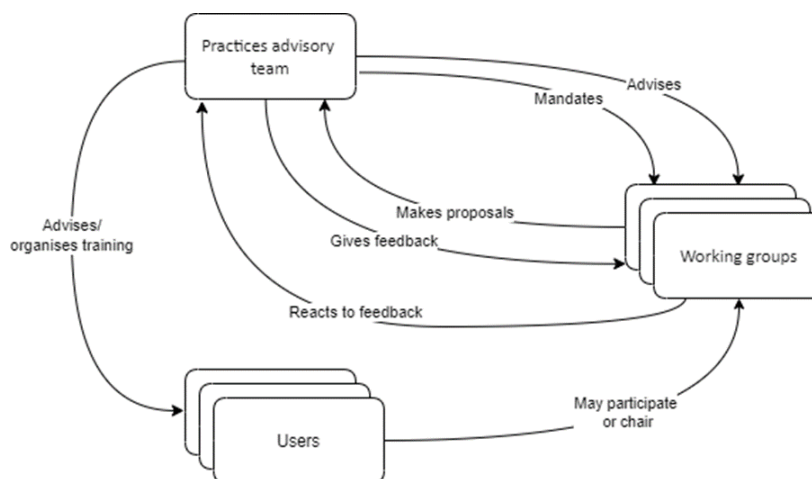 Practices advisory
team
Advises
Mandates
Makes proposals
Gives feedback
Advises/
organises training
Working groups
Reacts to feedback
May participate
or chair
Users